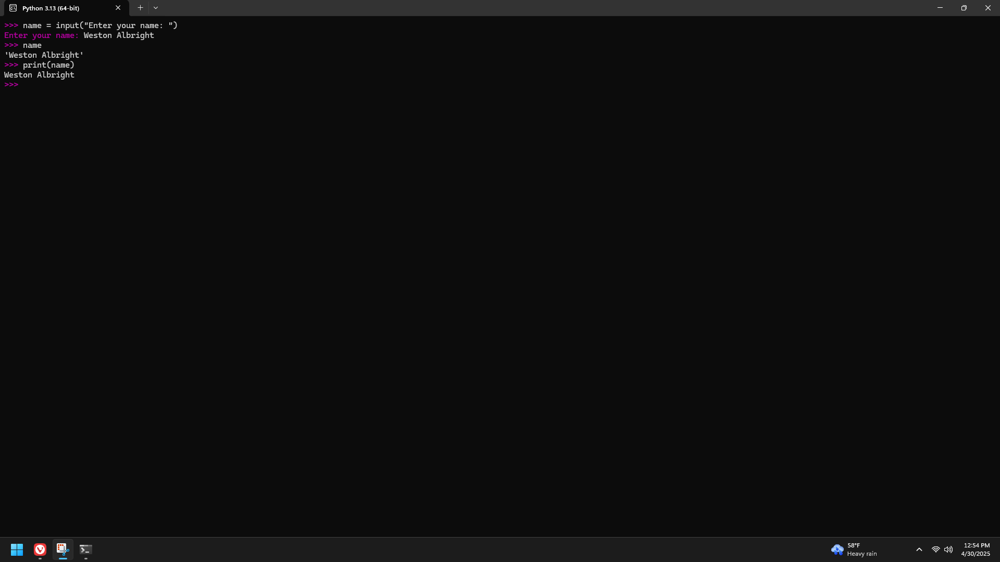 Python 3.13 (64-bit)
>>> name = input("Enter your name: ")
Enter your name: Weston Albright
>>> name
'Weston Albright'
>>> print(name)
Weston Albright
>>>
58°F
Heavy rain
12:54 PM
4/30/2025